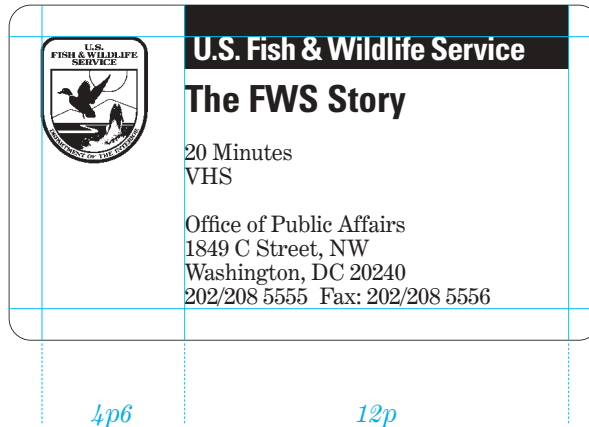 U.S.
FISH & WILDLIFE
SERVICE
DEPARTMENT OF THE INTERIOR
U.S. Fish & Wildlife Service
The FWS Story
20 Minutes
VHS
Office of Public Affairs
1849 C Street, NW
Washington, DC 20240
202/208 5555  Fax: 202/208 5556
4p6
12p